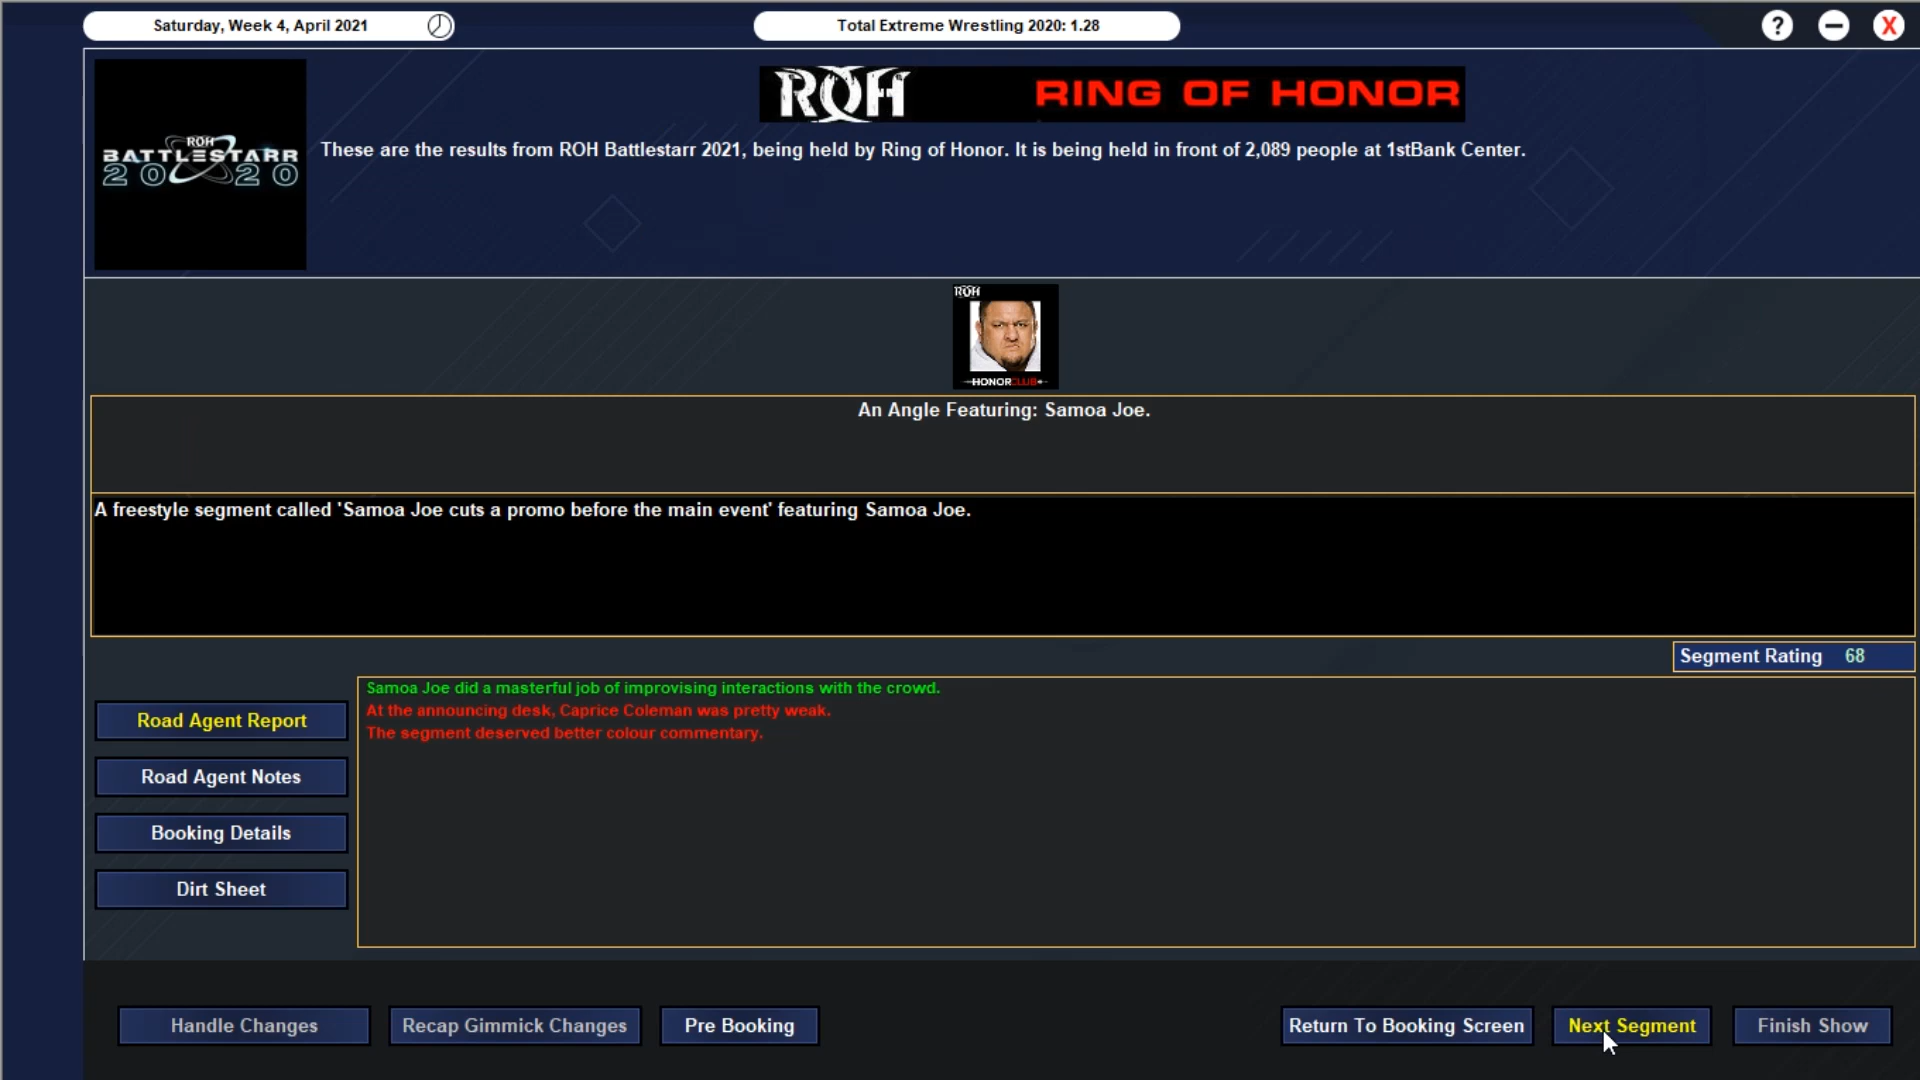 Saturday, Week 4, April 2021
Total Extreme Wrestling 2020: 1.28
? X
ROH
BATTLESTARR
2020
ROH RING OF HONOR
These are the results from ROH Battlestarr 2021, being held by Ring of Honor. It is being held in front of 2,089 people at 1stBank Center.
ROH
HONORCLUB
An Angle Featuring: Samoa Joe.
A freestyle segment called 'Samoa Joe cuts a promo before the main event' featuring Samoa Joe.
Segment Rating 68
Samoa Joe did a masterful job of improvising interactions with the crowd.
At the announcing desk, Caprice Coleman was pretty weak.
The segment deserved better colour commentary.
Road Agent Report
Road Agent Notes
Booking Details
Dirt Sheet
Handle Changes
Recap Gimmick Changes
Pre Booking
Return To Booking Screen
Next Segment
Finish Show